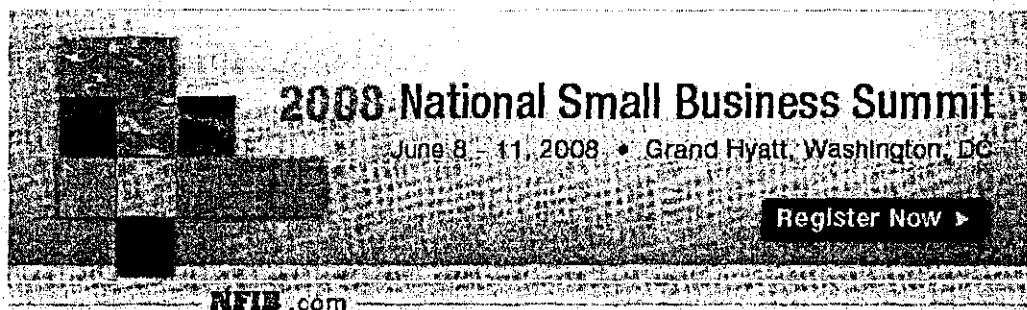 2008 National Small Business Summit
June 8 - 11, 2008 • Grand Hyatt, Washington, DC
Register Now ►
NFIB.com